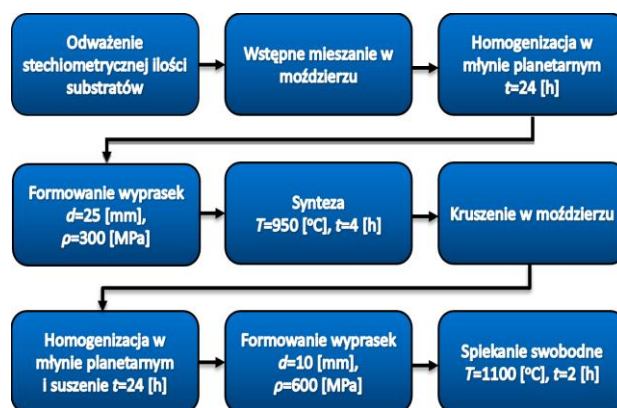 Odważenie
stechiometrycznej ilości
substratów
Wstępne mieszanie w
moździerzu
Homogenizacja w
młynie planetarnym
t=24 [h]
Formowanie wyprasek
d=25 [mm],
ρ=300 [MPa]
Synteza
T=950 [°C], t=4 [h]
Kruszenie w moździerzu
Homogenizacja w
młynie planetarnym
i suszenie t=24 [h]
Formowanie wyprasek
d=10 [mm],
ρ=600 [MPa]
Spiekanie swobodne
T=1100 [°C], t=2 [h]